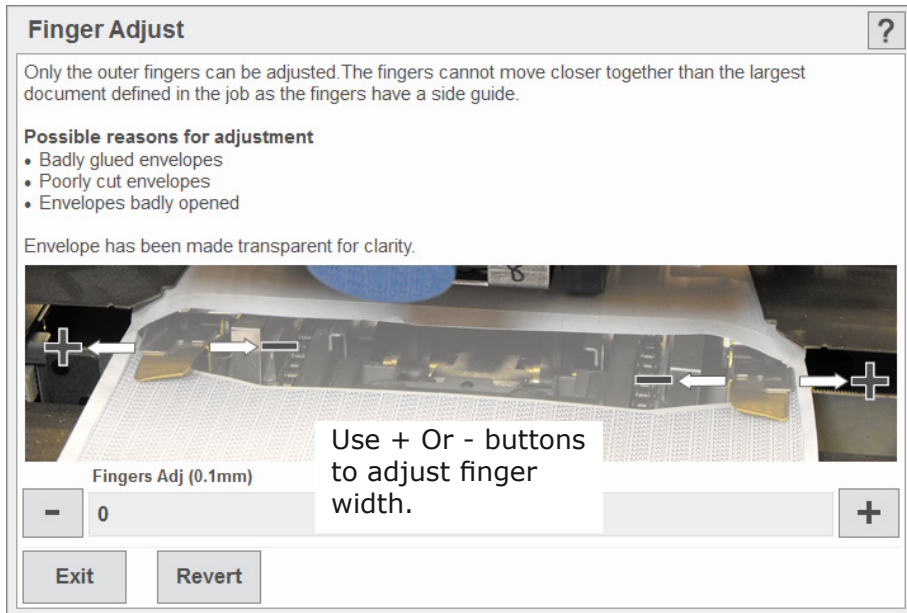 Finger Adjust
?
Only the outer fingers can be adjusted.The fingers cannot move closer together than the largest
document defined in the job as the fingers have a side guide.
Possible reasons for adjustment
• Badly glued envelopes
• Poorly cut envelopes
• Envelopes badly opened
Envelope has been made transparent for clarity.
8
+
-
-
+
Use + Or - buttons
to adjust finger
width.
Fingers Adj (0.1mm)
-
0
+
Exit
Revert